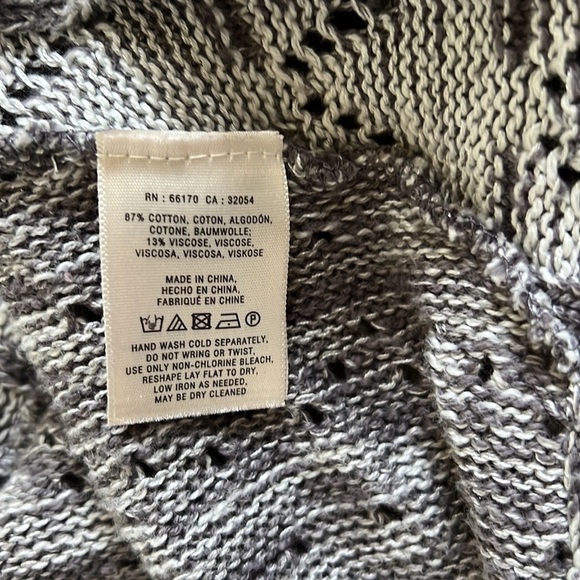 RN : 66170 CA : 32054
87% COTTON, COTON, ALGODÓN,
COTONE, BAUMWOLLE;
13% VISCOSE, VISCOSE,
VISCOSA, VISCOSA, VISKOSE
MADE IN CHINA,
HECHO EN CHINA,
FABRIQUÉ EN CHINE
P
HAND WASH COLD SEPARATELY,
DO NOT WRING OR TWIST,
USE ONLY NON-CHLORINE BLEACH,
RESHAPE LAY FLAT TO DRY,
LOW IRON AS NEEDED,
MAY BE DRY CLEANED